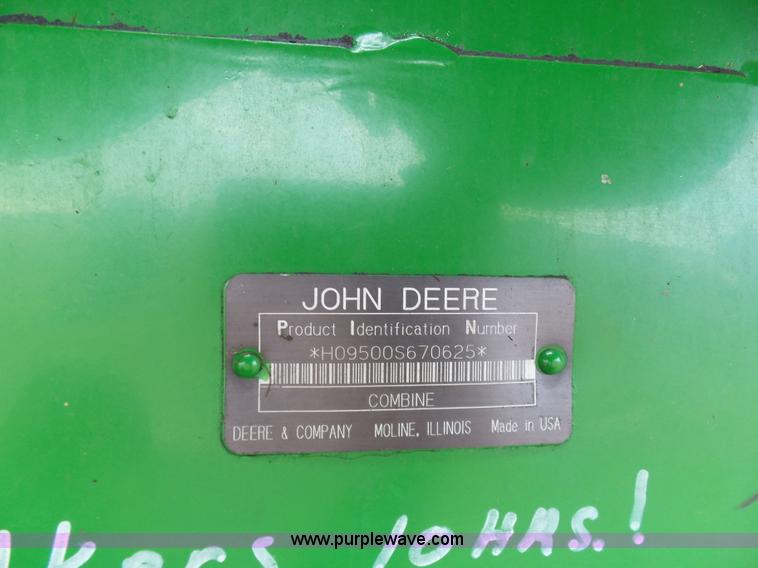 JOHN DEERE
Product Identification Number
*H09500S670625*
COMBINE
DEERE & COMPANY MOLINE, ILLINOIS Made in USA
10 HRS.!
www.purplewave.com